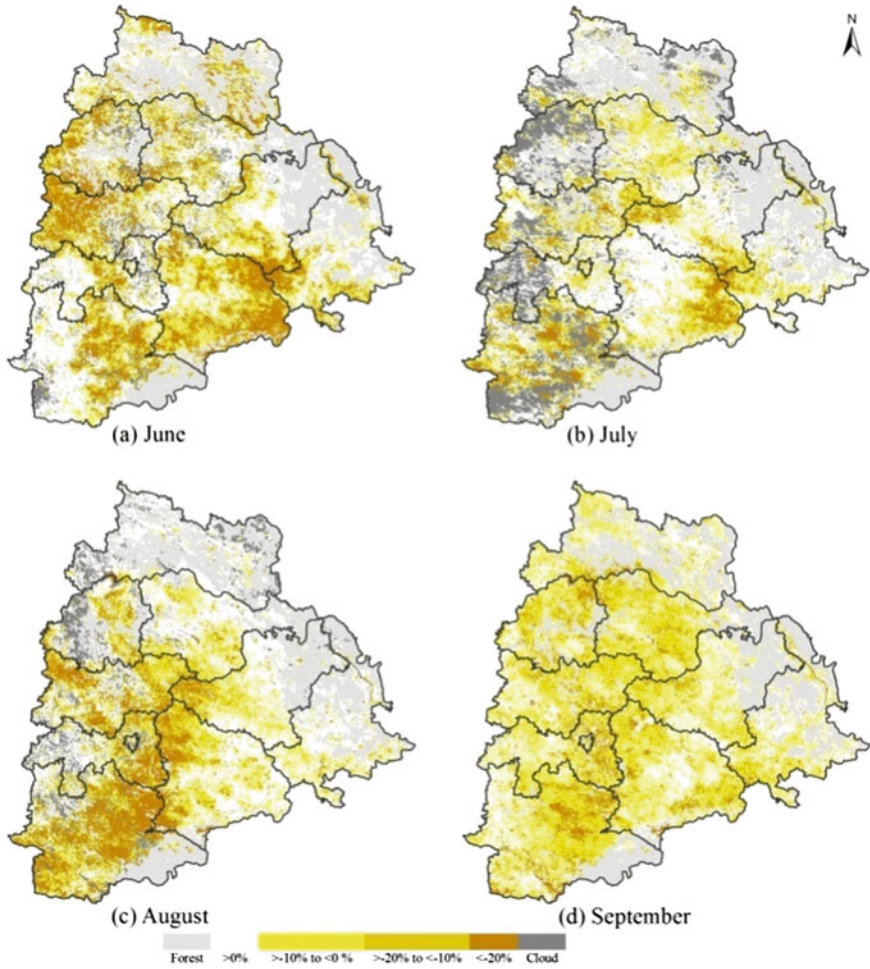 N
(a) June
(b) July
(c) August
(d) September
Forest >0% >-10% to <0 % >-20% to <-10% <-20% Cloud